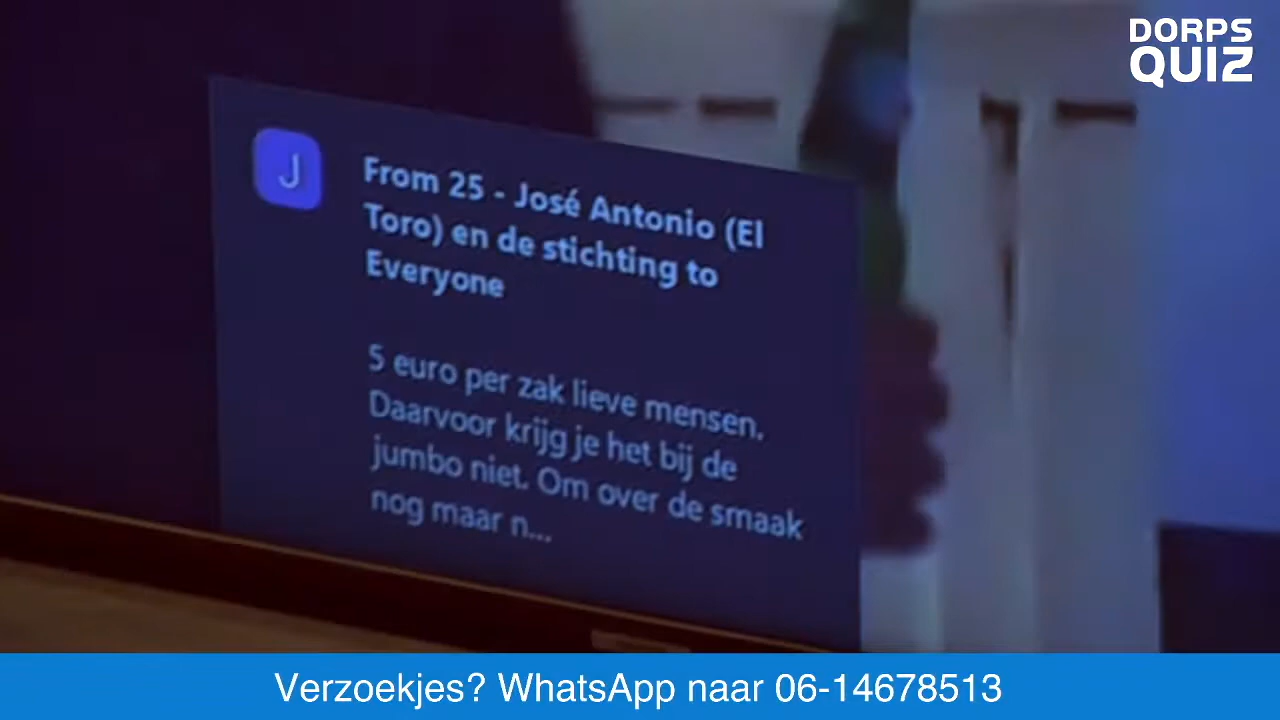 DORPS
QUIZ
J
From 25 - José Antonio (El
Toro) en de stichting to
Everyone
5 euro per zak lieve mensen.
Daarvoor krijg je het bij de
jumbo niet. Om over de smaak
nog maar n...
Verzoekjes? WhatsApp naar 06-14678513